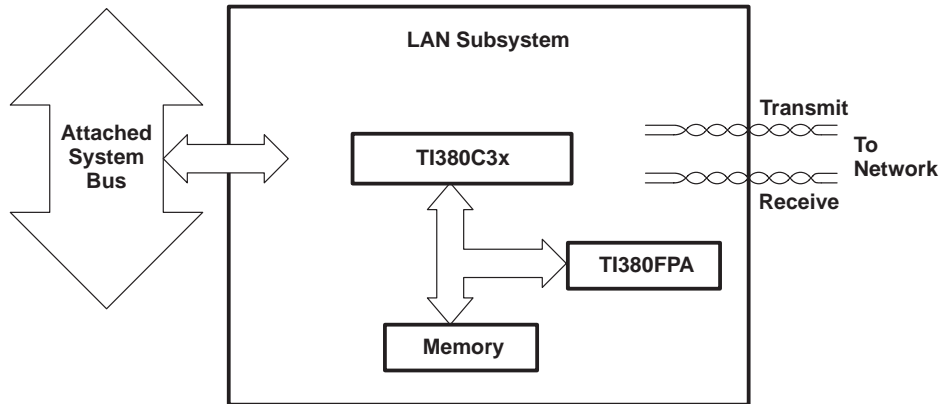 LAN Subsystem
Attached
System
Bus
TI380C3x
Transmit
To
Network
Receive
TI380FPA
Memory